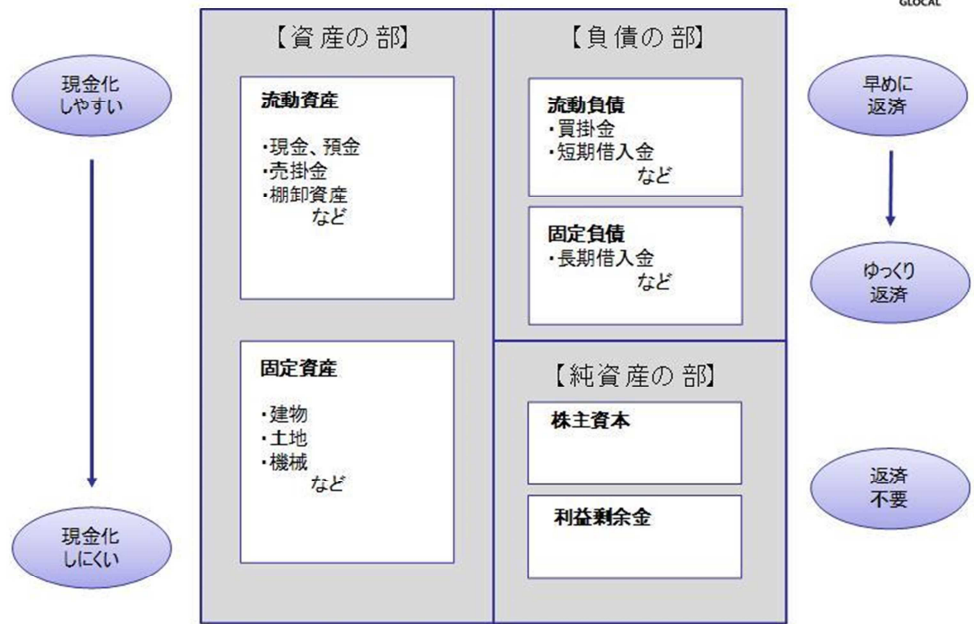 GLOCAL
【資産の部】
【負債の部】
現金化
しやすい
流動資産
・現金、預金
・売掛金
・棚卸資産
など
流動負債
・買掛金
・短期借入金
など
早めに
返済
固定負債
・長期借入金
など
ゆっくり
返済
固定資産
・建物
・土地
・機械
など
【純資産の部】
株主資本
利益剰余金
返済
不要
現金化
しにくい